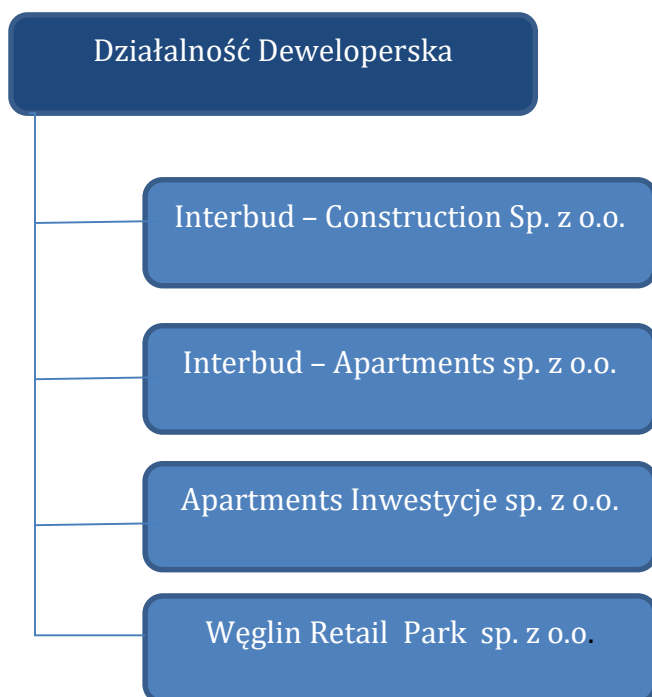 Działalność Deweloperska
Interbud – Construction Sp. z o.o.
Interbud – Apartments sp. z o.o.
Apartments Inwestycje sp. z o.o.
Węglin Retail Park sp. z o.o.